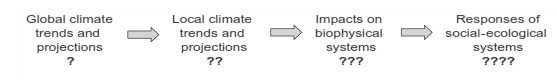 Global climate
trends and
projections
?
Local climate
trends and
projections
??
Impacts on
biophysical
systems
???
Responses of
social-ecological
systems
????